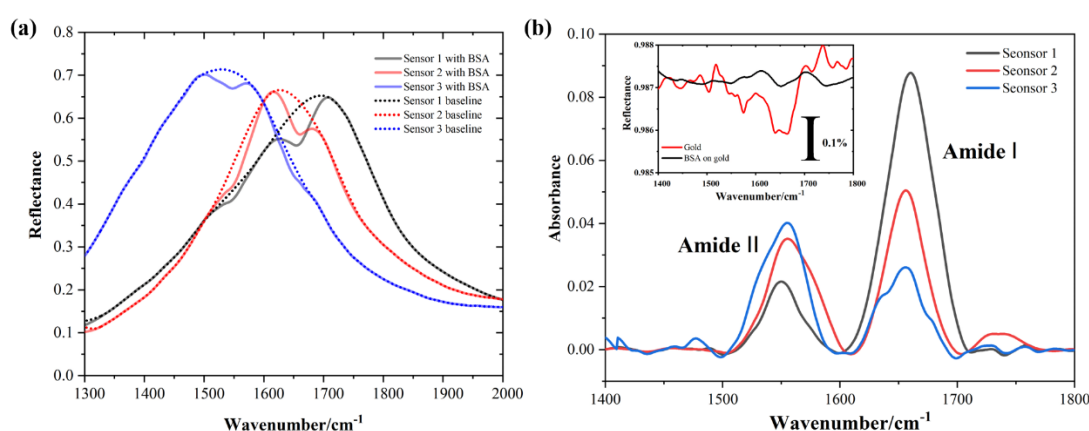 (a)
0.8
0.7
0.6
0.5
0.4
0.3
0.2
0.1
0.0
Reflectance
1300 1400 1500 1600 1700 1800 1900 2000
Wavenumber/cm⁻¹
Sensor 1 with BSA
Sensor 2 with BSA
Sensor 3 with BSA
Sensor 1 baseline
Sensor 2 baseline
Sensor 3 baseline
(b)
0.10
0.08
0.06
0.04
0.02
0.00
Absorbance
1400 1500 1600 1700 1800
Wavenumber/cm⁻¹
Seonsor 1
Seonsor 2
Seonsor 3
Amide Ⅰ
Amide Ⅱ
0.988
0.987
0.986
0.985
Reflectance
1400 1500 1600 1700 1800
Wavenumber/cm⁻¹
Gold
BSA on gold
0.1%